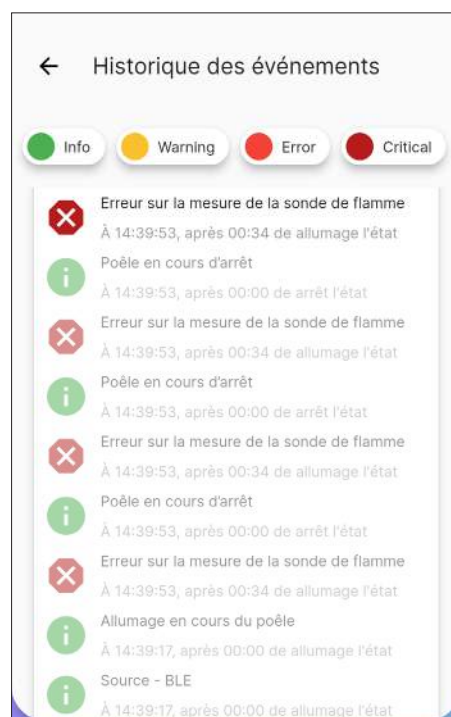 Historique des événements
Info Warning Error Critical
Erreur sur la mesure de la sonde de flamme
À 14:39:53, après 00:34 de allumage l'état
Poêle en cours d'arrêt
À 14:39:53, après 00:00 de arrêt l'état
Erreur sur la mesure de la sonde de flamme
À 14:39:53, après 00:34 de allumage l'état
Poêle en cours d'arrêt
À 14:39:53, après 00:00 de arrêt l'état
Erreur sur la mesure de la sonde de flamme
À 14:39:53, après 00:34 de allumage l'état
Poêle en cours d'arrêt
À 14:39:53, après 00:00 de arrêt l'état
Erreur sur la mesure de la sonde de flamme
À 14:39:53, après 00:34 de allumage l'état
Allumage en cours du poêle
À 14:39:17, après 00:00 de allumage l'état
Source - BLE
À 14:39:17, après 00:00 de allumage l'état